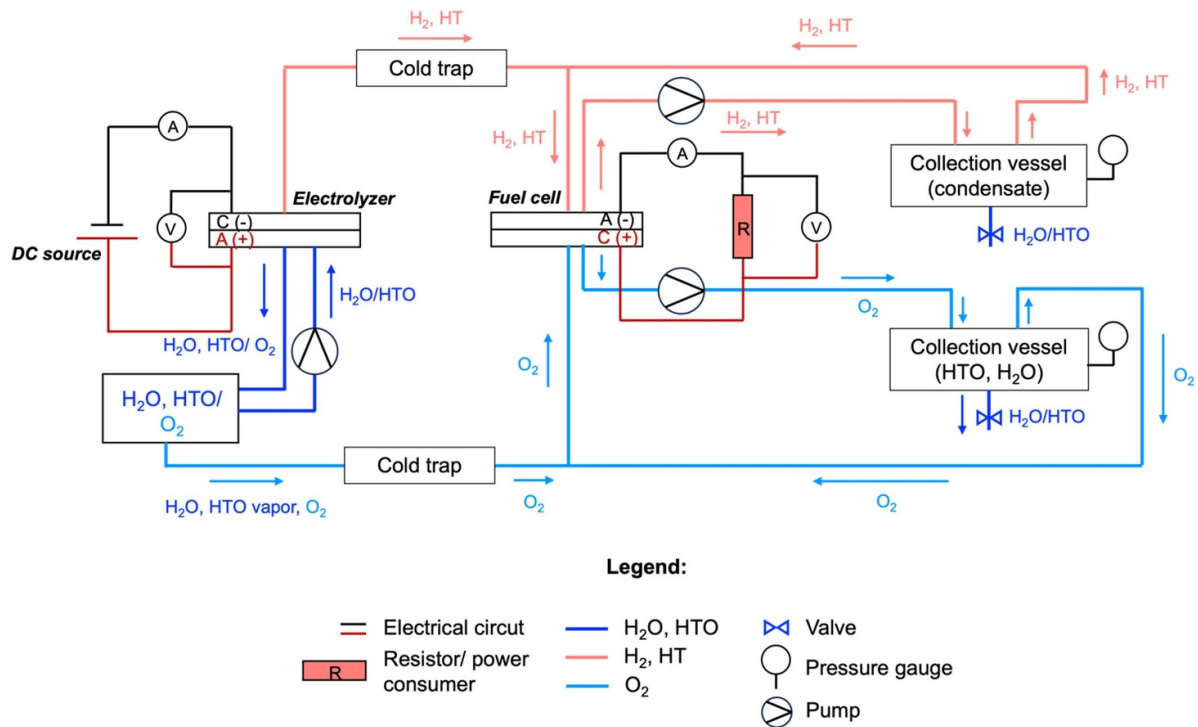 H₂, HT
H₂, HT
Cold trap
H₂, HT
H₂, HT
H₂, HT
A
A
Collection vessel
(condensate)
Electrolyzer
Fuel cell
C (-)
A (+)
V
A (-)
C (+)
R
V
DC source
H₂O/HTO
H₂O/HTO
O₂
H₂O, HTO/ O₂
O₂
Collection vessel
(HTO, H₂O)
O₂
H₂O, HTO/
O₂
H₂O/HTO
Cold trap
H₂O, HTO vapor, O₂
O₂
O₂
Legend:
Electrical circut
H₂O, HTO
Valve
R
Resistor/ power
consumer
H₂, HT
Pressure gauge
O₂
Pump